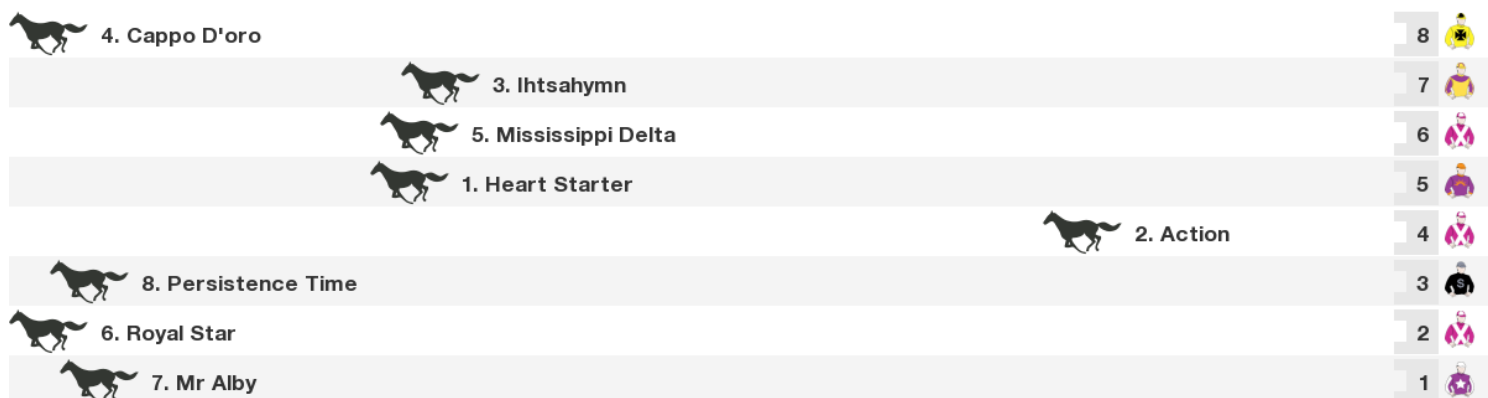 4. Cappo D'oro 8
3. Ihtsahymn 7
5. Mississippi Delta 6
1. Heart Starter 5
2. Action 4
8. Persistence Time 3 S
6. Royal Star 2
7. Mr Alby 1